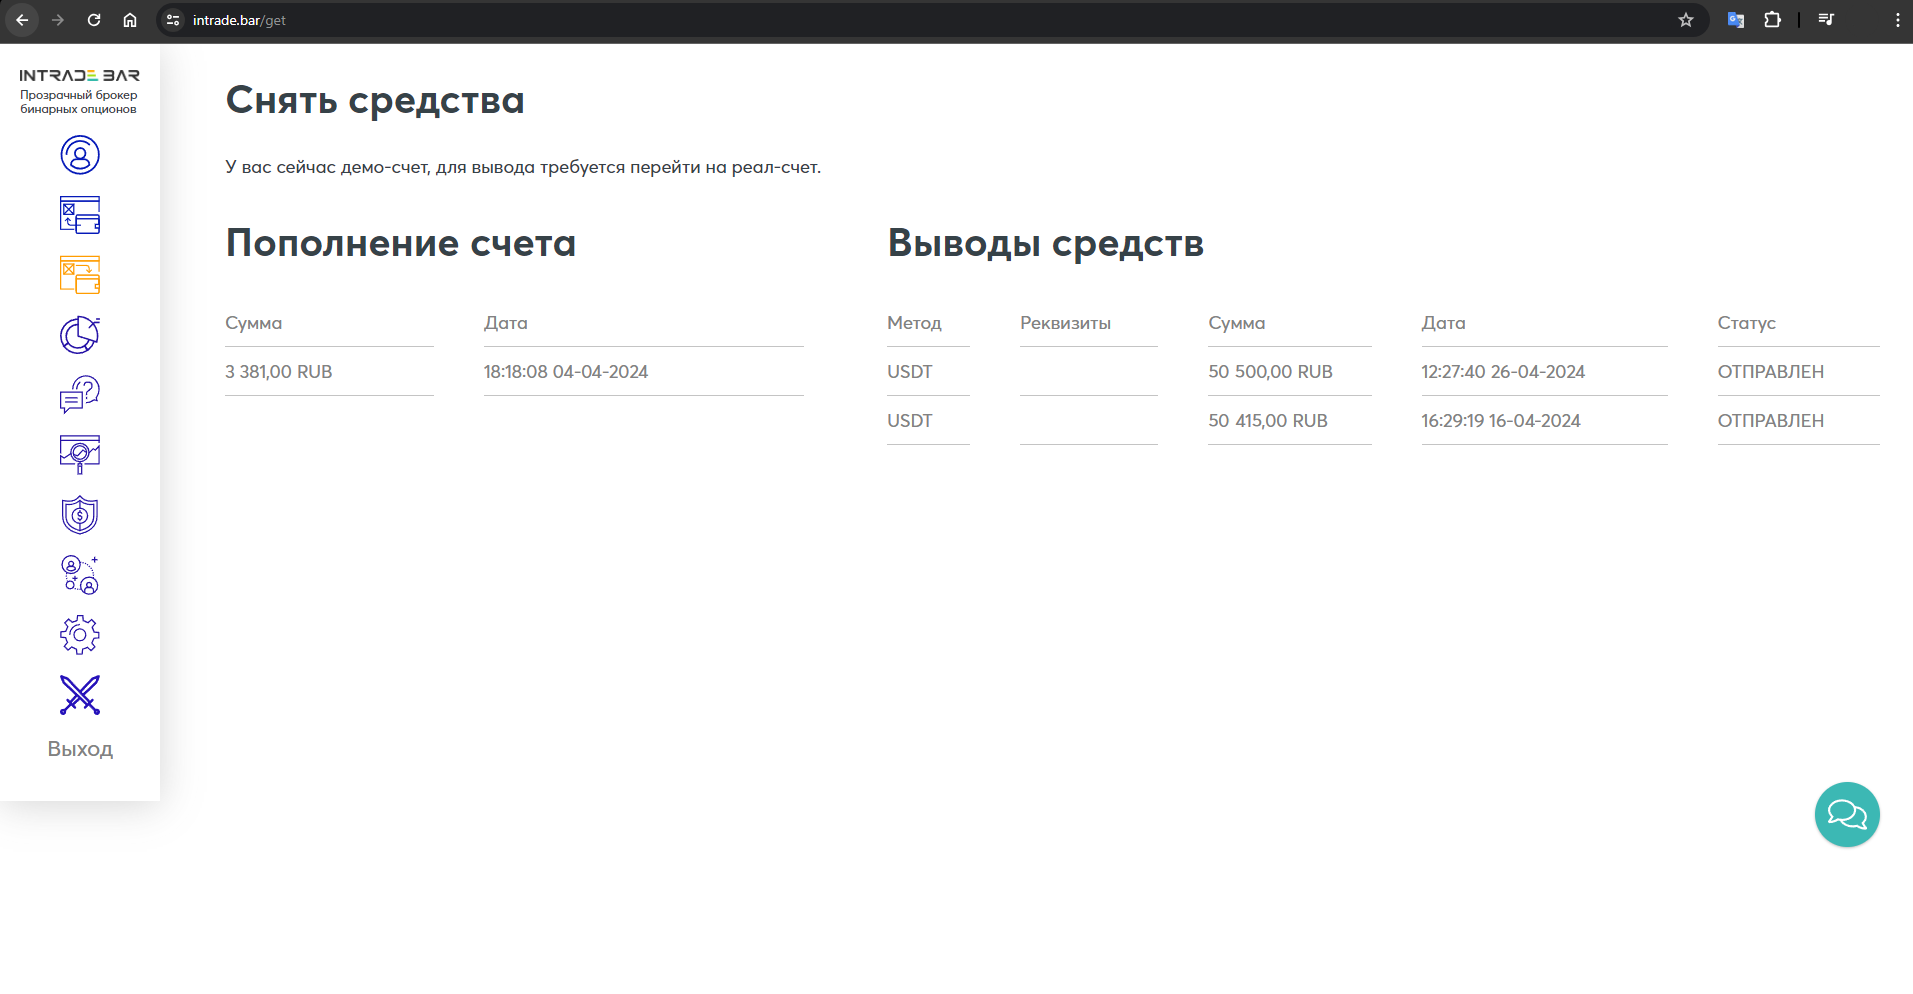 intrade.bar/get
INTRADE BAR
Прозрачный брокер
бинарных опционов
Выход
Снять средства
У вас сейчас демо-счет, для вывода требуется перейти на реал-счет.
Пополнение счета
Сумма Дата
3 381,00 RUB 18:18:08 04-04-2024
Выводы средств
Метод Реквизиты Сумма Дата Статус
USDT 50 500,00 RUB 12:27:40 26-04-2024 ОТПРАВЛЕН
USDT 50 415,00 RUB 16:29:19 16-04-2024 ОТПРАВЛЕН